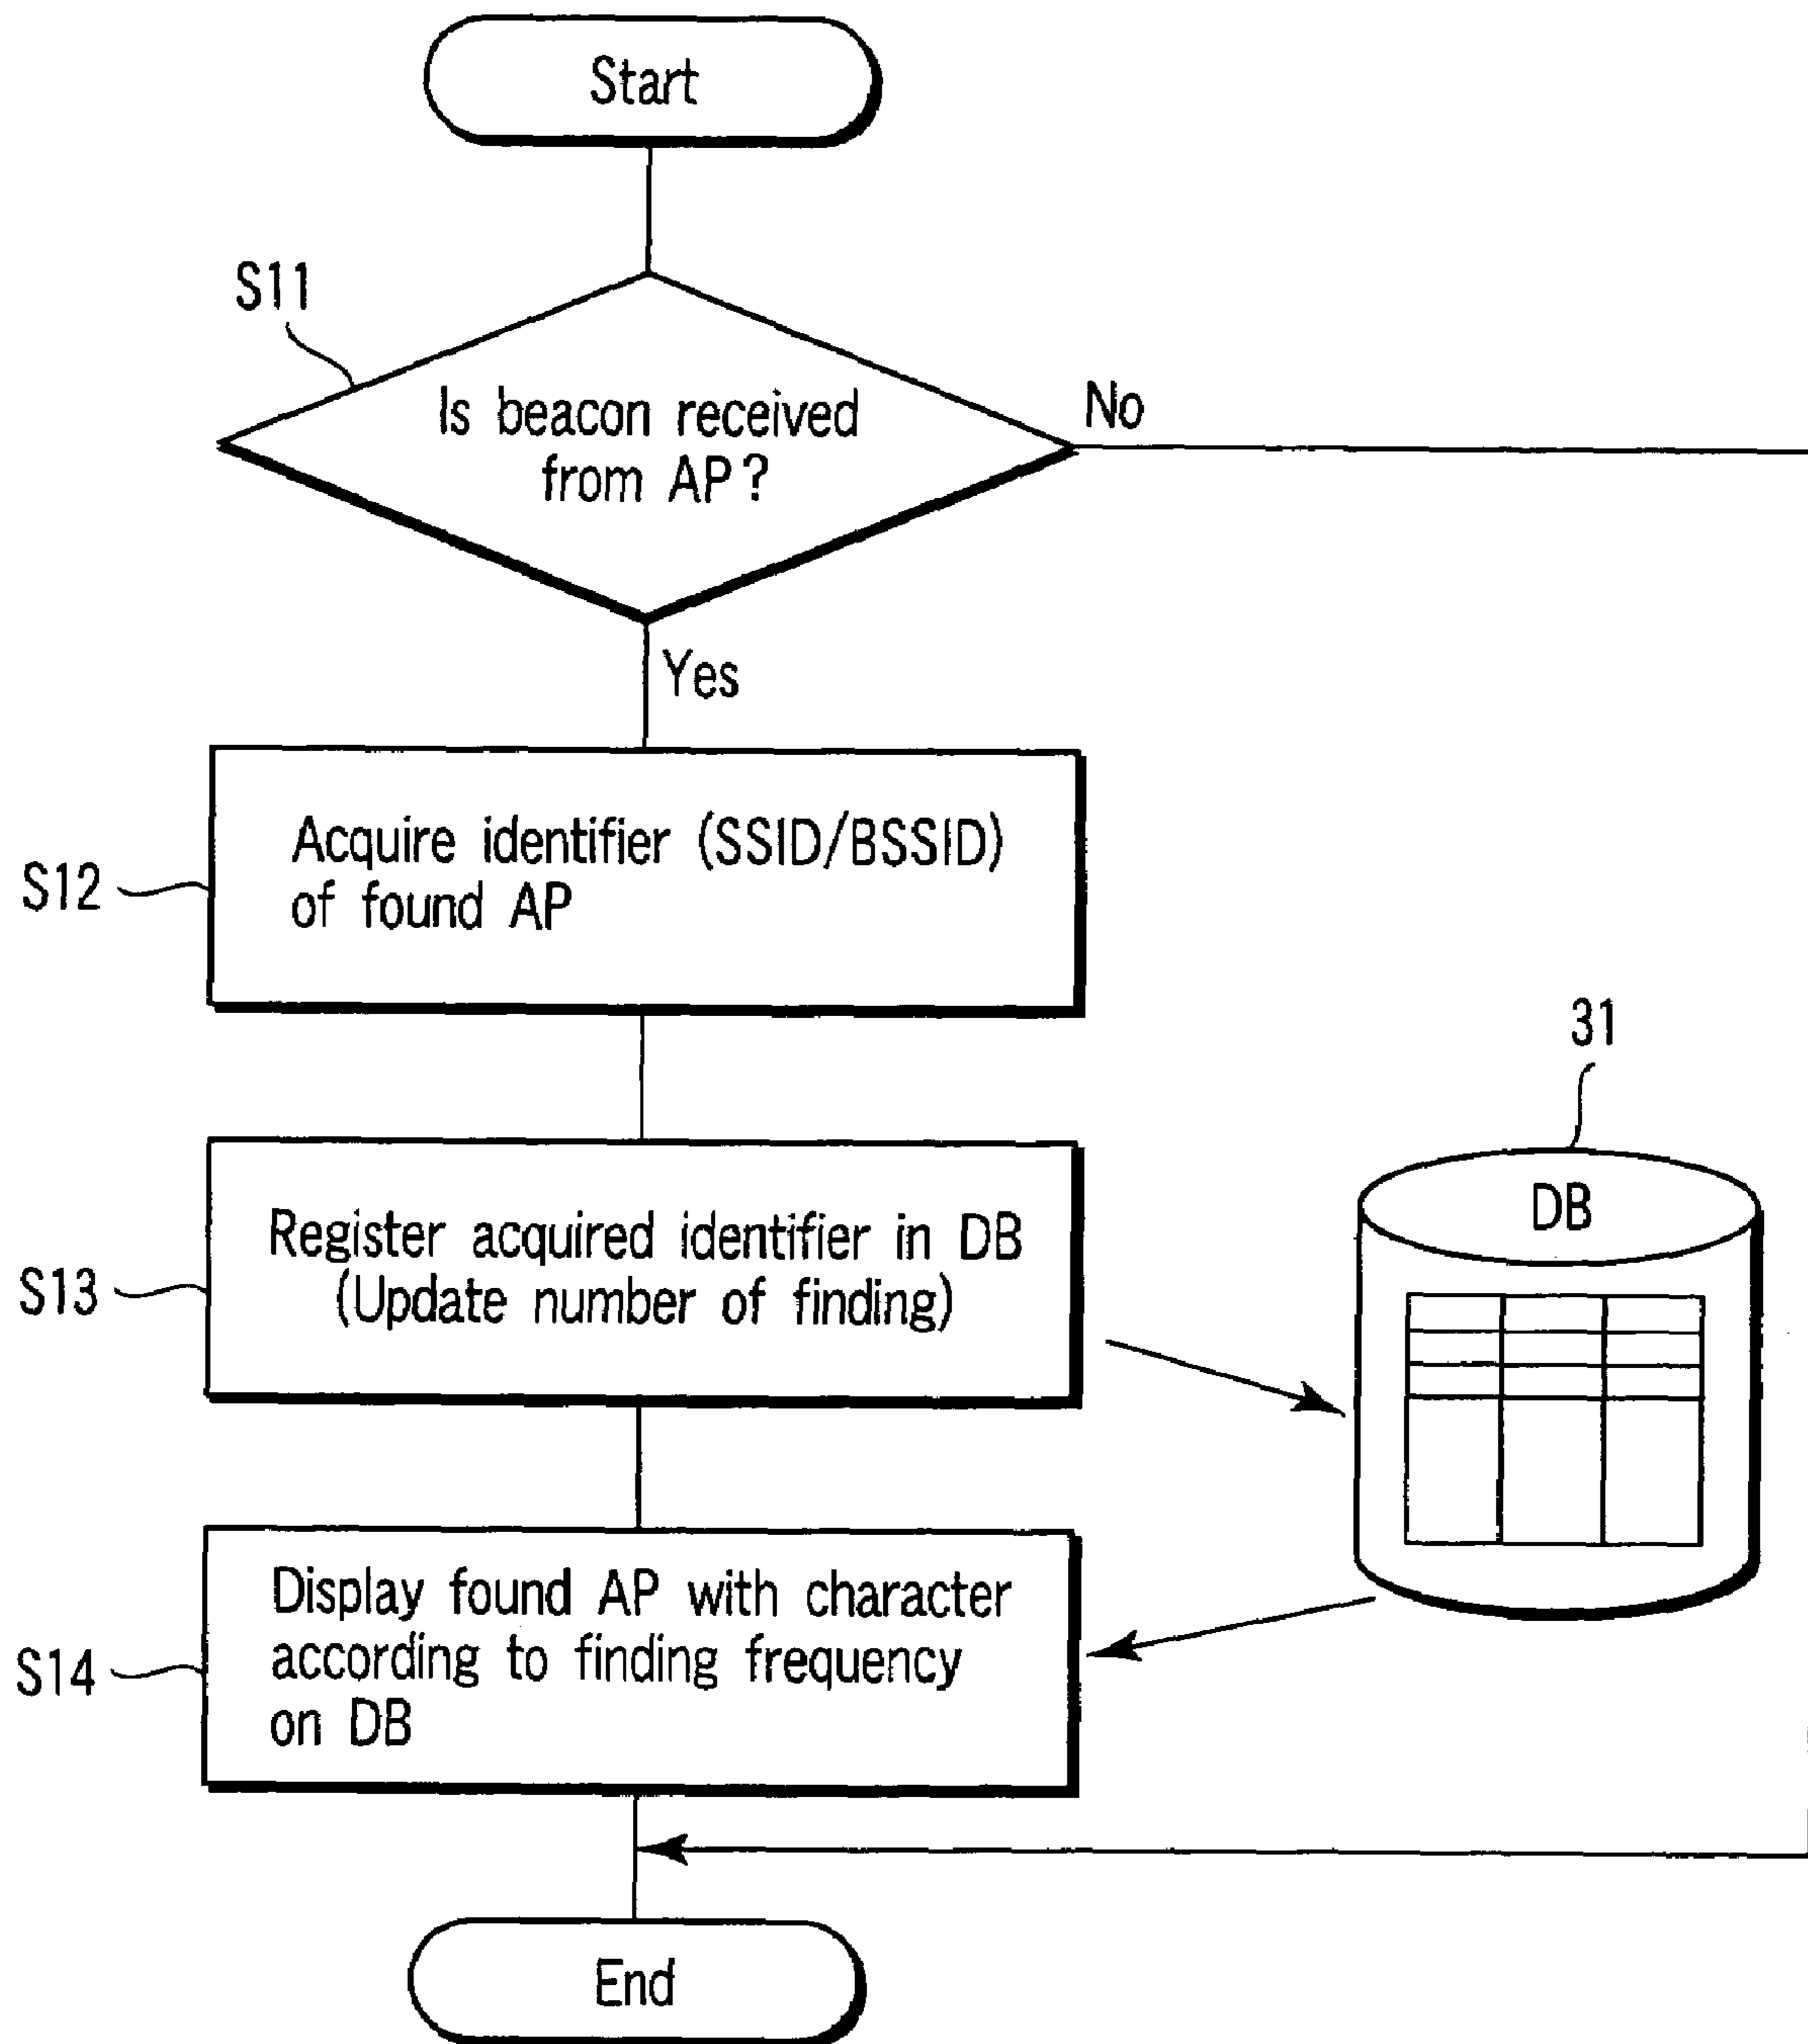 Start
S11
Is beacon received
from AP?
No
Yes
S12
Acquire identifier (SSID/BSSID)
of found AP
31
DB
S13
Register acquired identifier in DB
(Update number of finding)
S14
Display found AP with character
according to finding frequency
on DB
End